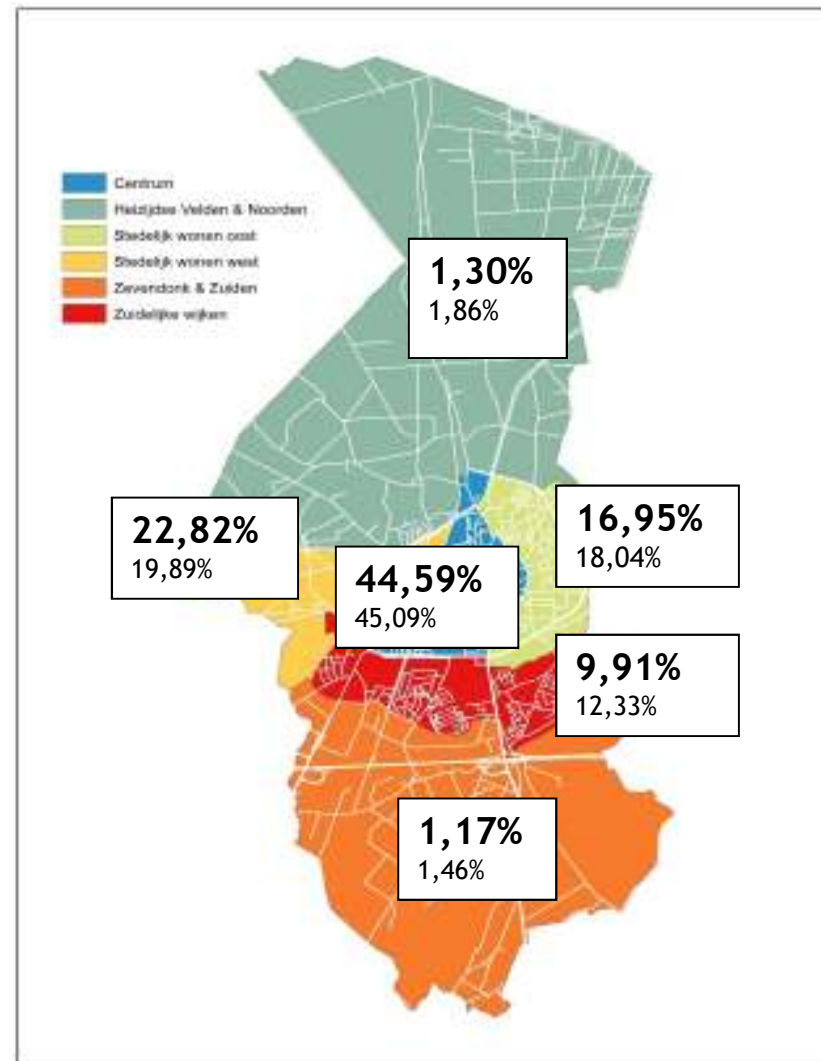 Centrum
Heizijdse Velden & Noorden
Stedelijk wonen oost
Stedelijk wonen west
Zevendonk & Zuiden
Zuidelijke wijken
1,30%
1,86%
22,82%
19,89%
16,95%
18,04%
44,59%
45,09%
9,91%
12,33%
1,17%
1,46%